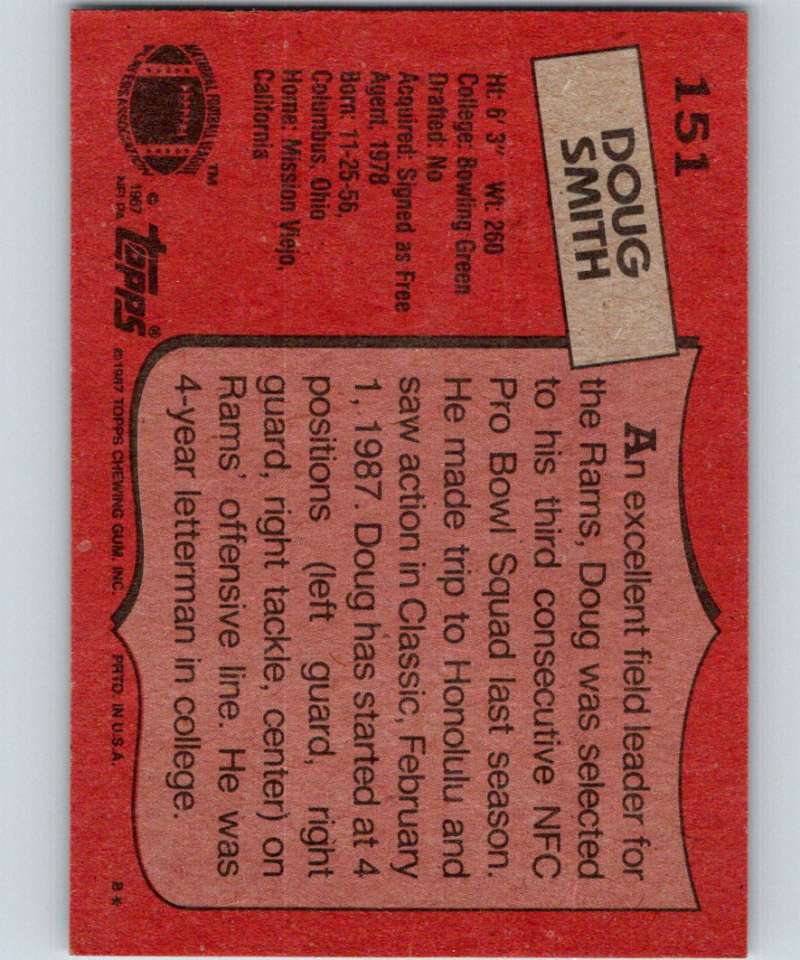 151
DOUG
SMITH
Ht: 6' 3" Wt: 260
College: Bowling Green
Drafted: No
Acquired: Signed as Free
Agent, 1978
Born: 11-25-56,
Columbus, Ohio
Home: Mission Viejo,
California
NATIONAL FOOTBALL LEAGUE
PLAYERS ASSOCIATION
TM
© 1987
NFLPA
topps®
An excellent field leader for
the Rams, Doug was selected
to his third consecutive NFC
Pro Bowl Squad last season.
He made trip to Honolulu and
saw action in Classic, February
1, 1987. Doug has started at 4
positions (left guard, right
guard, right tackle, center) on
Rams' offensive line. He was
4-year letterman in college.
© 1987 TOPPS CHEWING GUM, INC. PRTD. IN U.S.A. B*